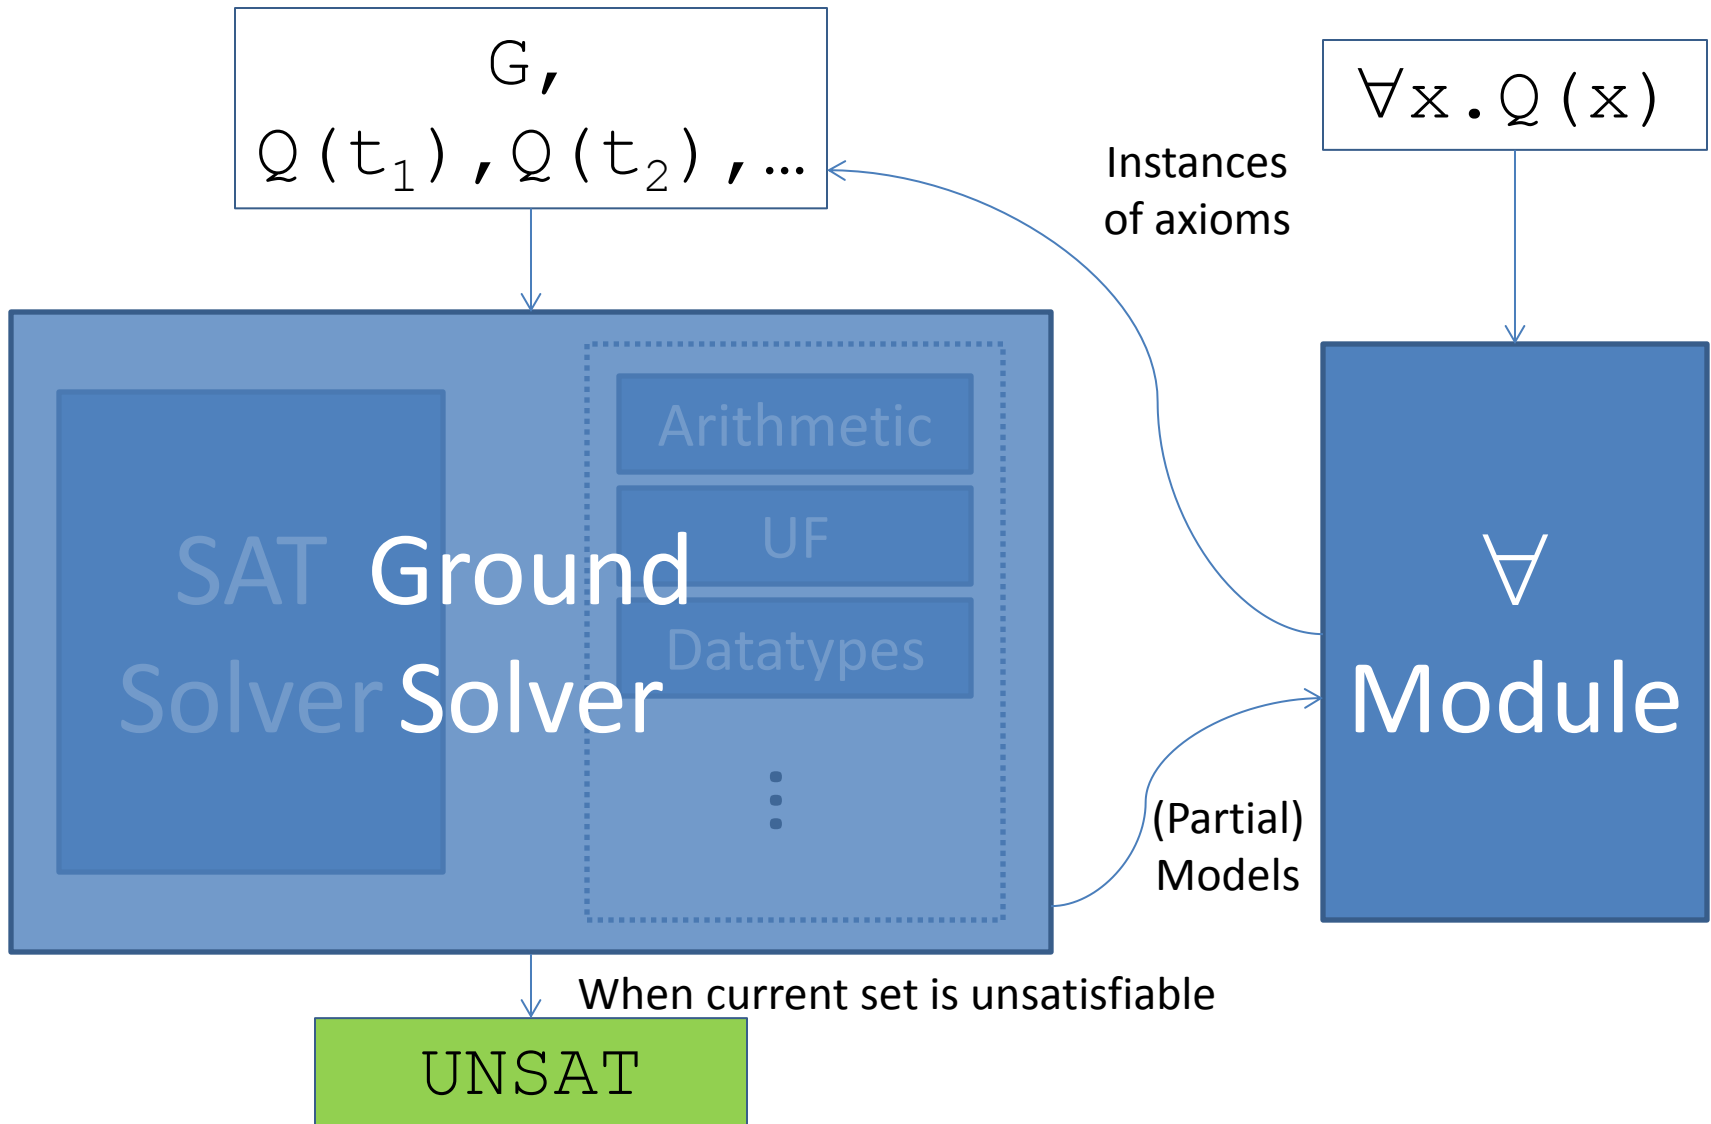 G,
Q(t₁),Q(t₂),…
∀x.Q(x)
Instances
of axioms
SAT
Solver
Ground
Solver
Arithmetic
UF
Datatypes
⋮
∀
Module
(Partial)
Models
When current set is unsatisfiable
UNSAT